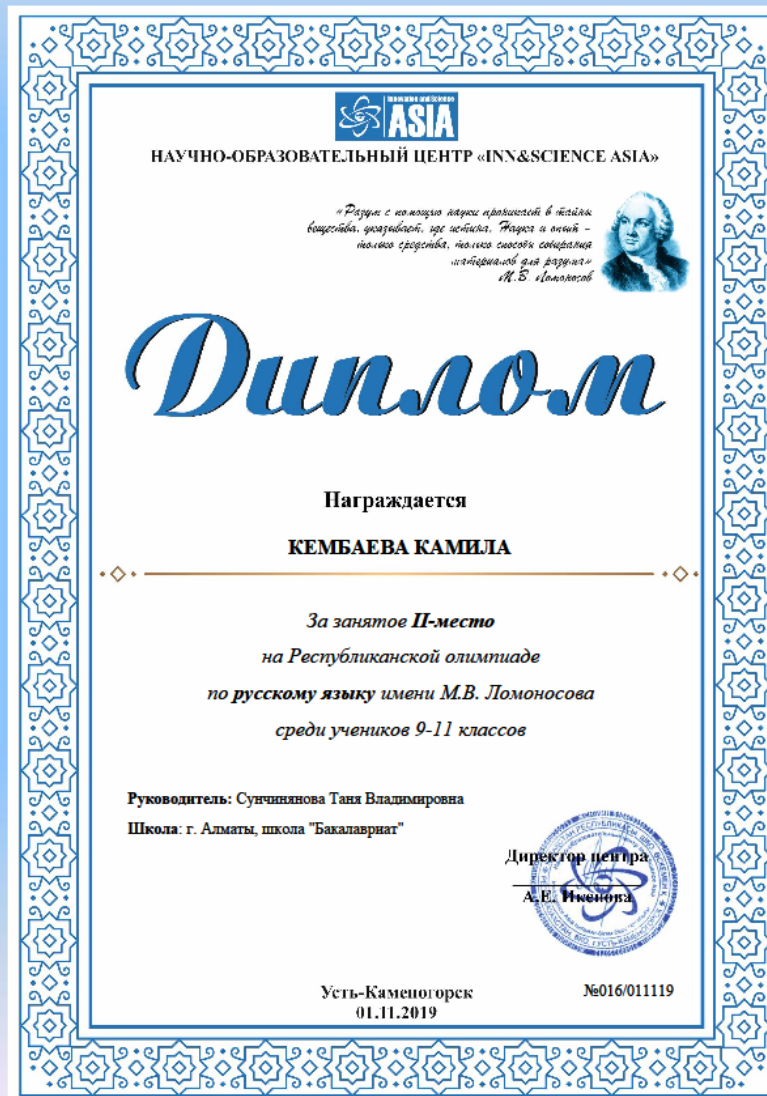 Innovation and Science
ASIA
НАУЧНО-ОБРАЗОВАТЕЛЬНЫЙ ЦЕНТР «INN&SCIENCE ASIA»
«Разум с помощью науки проникает в тайны
вещества, указывает, где истина. Наука и опыт –
только средства, только способы собирания
материалов для разума»
М.В. Ломоносов
Диплом
Награждается
КЕМБАЕВА КАМИЛА
За занятое II-место
на Республиканской олимпиаде
по русскому языку имени М.В. Ломоносова
среди учеников 9-11 классов
Руководитель: Сунчинянова Таня Владимировна
Школа: г. Алматы, школа "Бакалавриат"
Директор центра
А.Е. Икенова
Усть-Каменогорск
№016/011119
01.11.2019